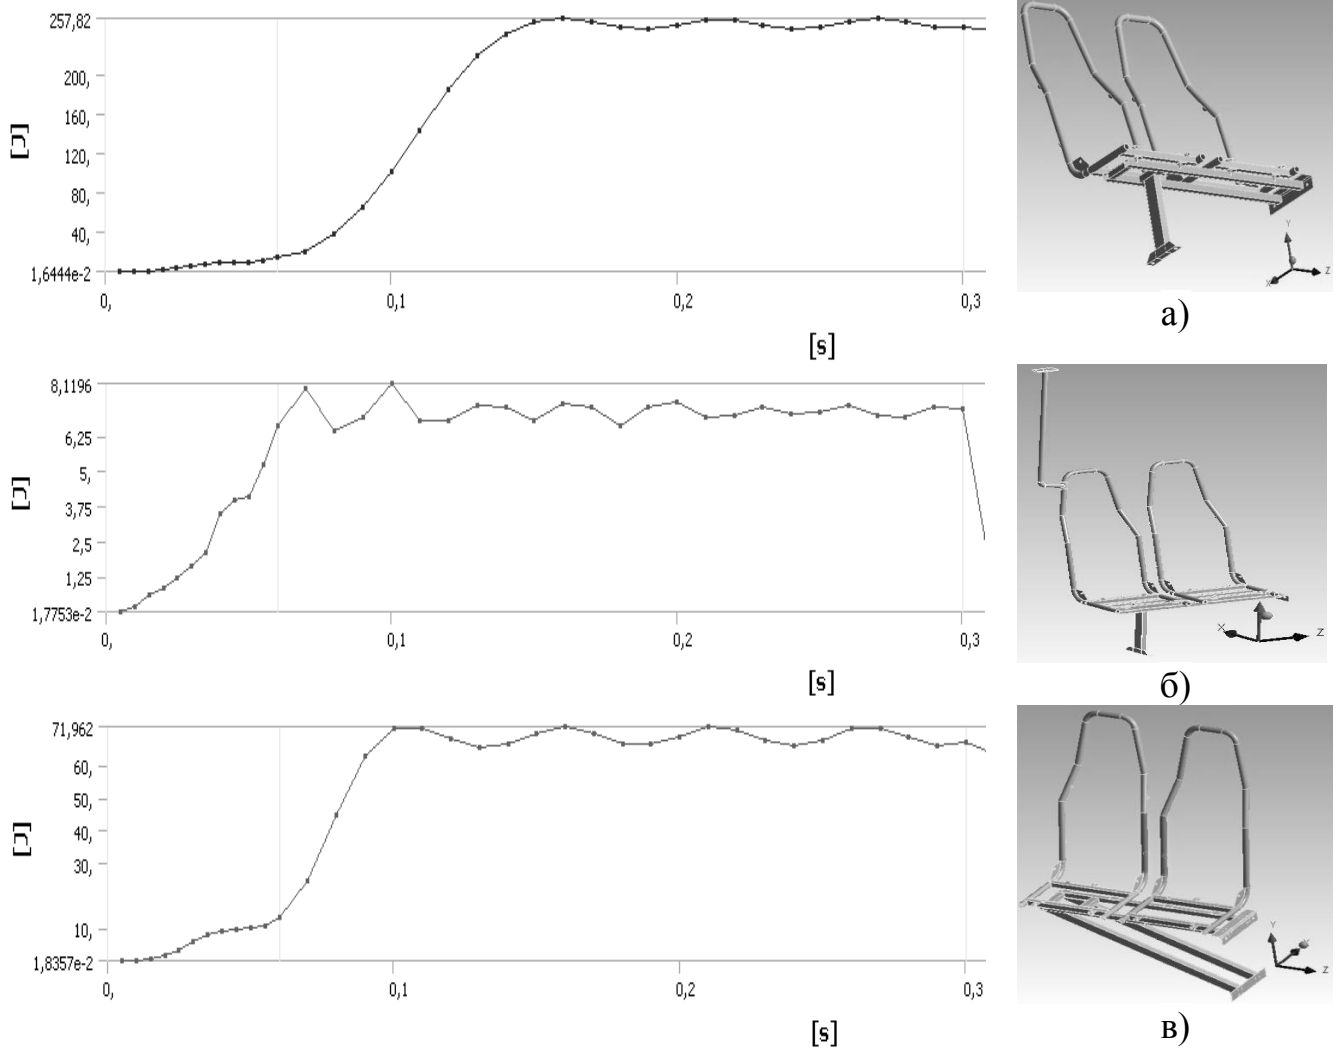 257,82
200,
160,
120,
80,
40,
1,6444e-2
[J]
0,
0,1
0,2
0,3
[s]
Y
X
Z
а)
8,1196
6,25
5,
3,75
2,5
1,25
1,7753e-2
[J]
0,
0,1
0,2
0,3
[s]
X
Z
б)
71,962
60,
50,
40,
30,
10,
1,8357e-2
[J]
0,
0,1
0,2
0,3
[s]
Y
Z
в)